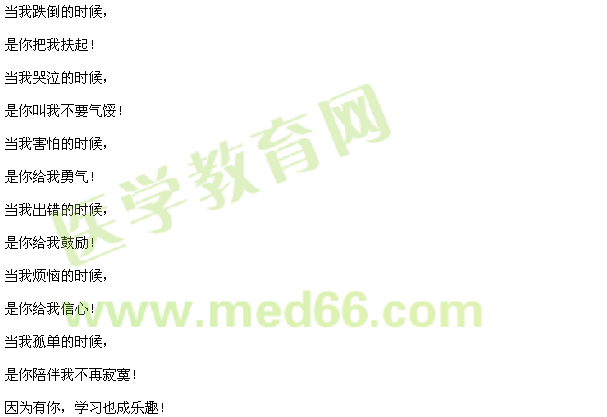 当我跌倒的时候，
是你把我扶起！
当我哭泣的时候，
是你叫我不要气馁！
当我害怕的时候，
是你给我勇气！
当我出错的时候，
是你给我鼓励！
当我烦恼的时候，
是你给我信心！
当我孤单的时候，
是你陪伴我不再寂寞！
因为有你，学习也成乐趣！
医学教育网
www.med66.com